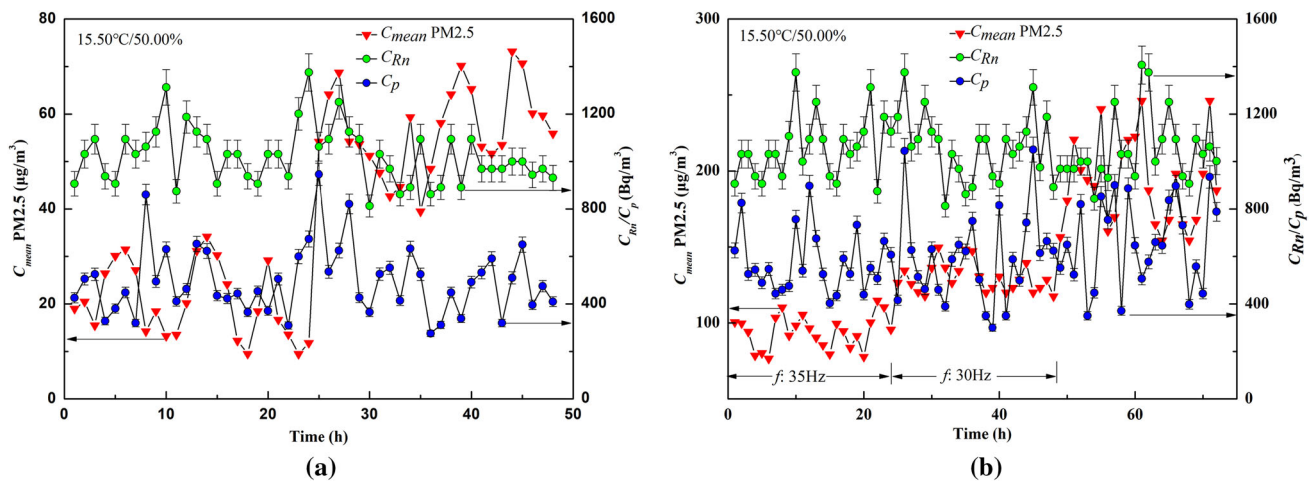 (a)
80
60
40
20
0
C_mean PM2.5 (μg/m³)
15.50°C/50.00%
C_mean PM2.5
C_Rn
C_p
1600
1200
800
400
0
C_Rn/C_p (Bq/m³)
0 10 20 30 40 50
Time (h)
(a)
300
250
200
150
100
50
C_mean PM2.5 (μg/m³)
15.50°C/50.00%
C_mean PM2.5
C_Rn
C_p
f: 35Hz
f: 30Hz
1600
1200
800
400
0
C_Rn/C_p (Bq/m³)
0 20 40 60
Time (h)
(b)